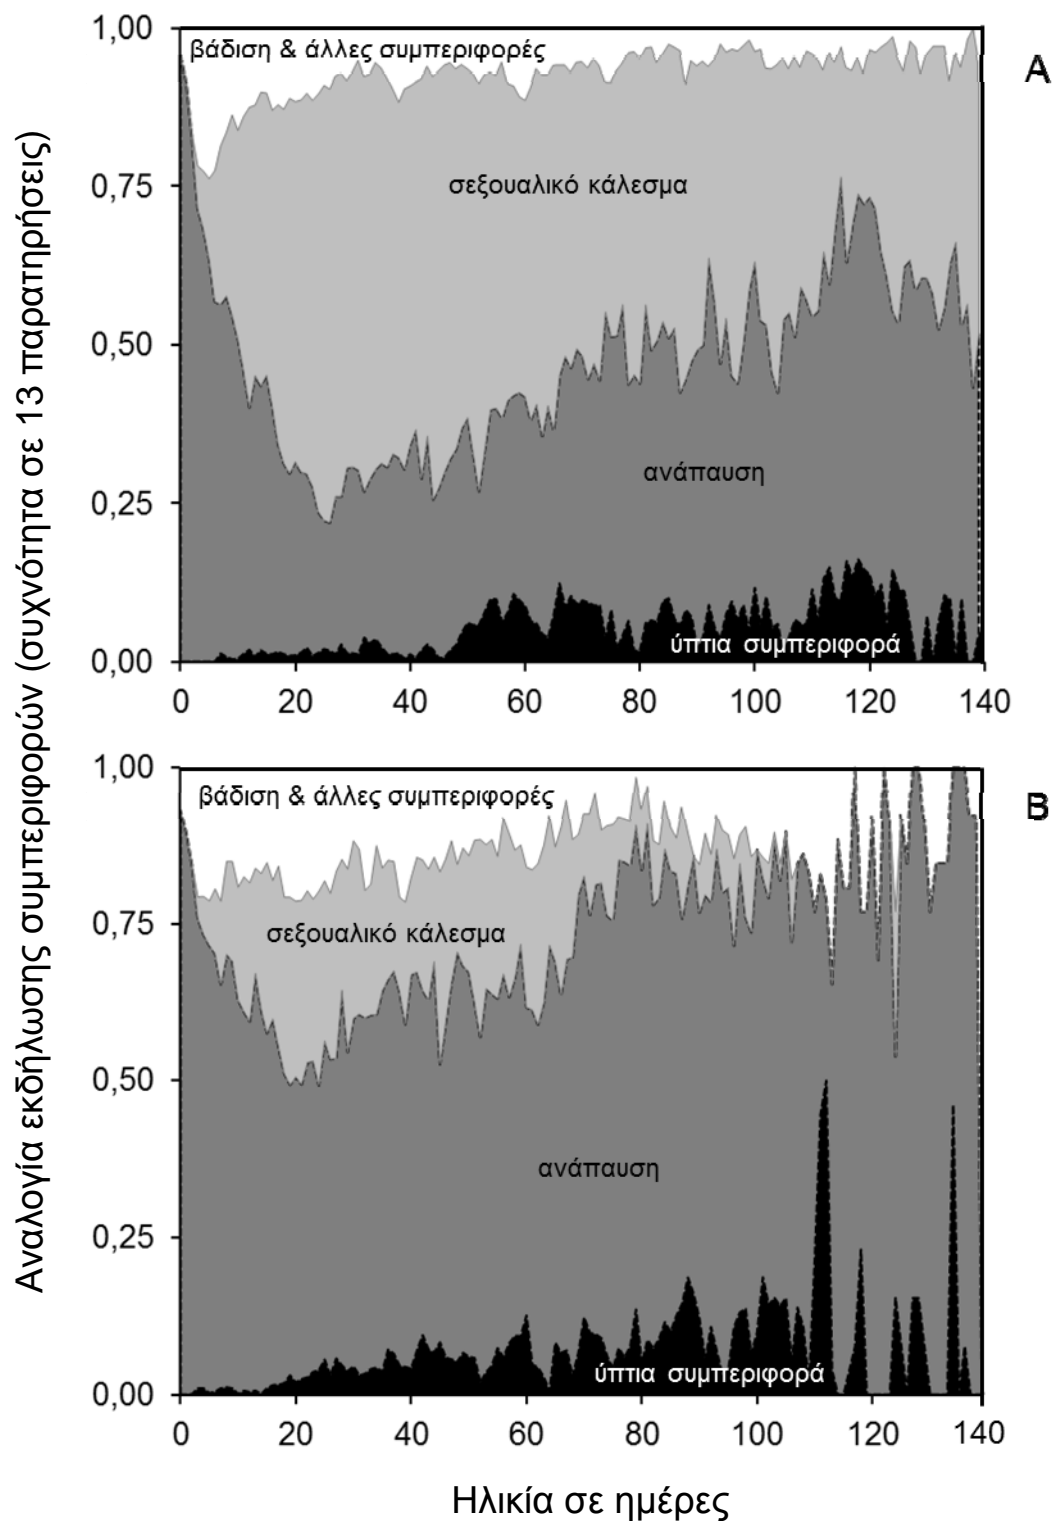 Αναλογία εκδήλωσης συμπεριφορών (συχνότητα σε 13 παρατηρήσεις)
1,00
βάδιση & άλλες συμπεριφορές
A
0,75
σεξουαλικό κάλεσμα
0,50
ανάπαυση
0,25
ύπτια συμπεριφορά
0,00
0 20 40 60 80 100 120 140
1,00
βάδιση & άλλες συμπεριφορές
B
0,75
σεξουαλικό κάλεσμα
0,50
ανάπαυση
0,25
ύπτια συμπεριφορά
0,00
0 20 40 60 80 100 120 140
Ηλικία σε ημέρες